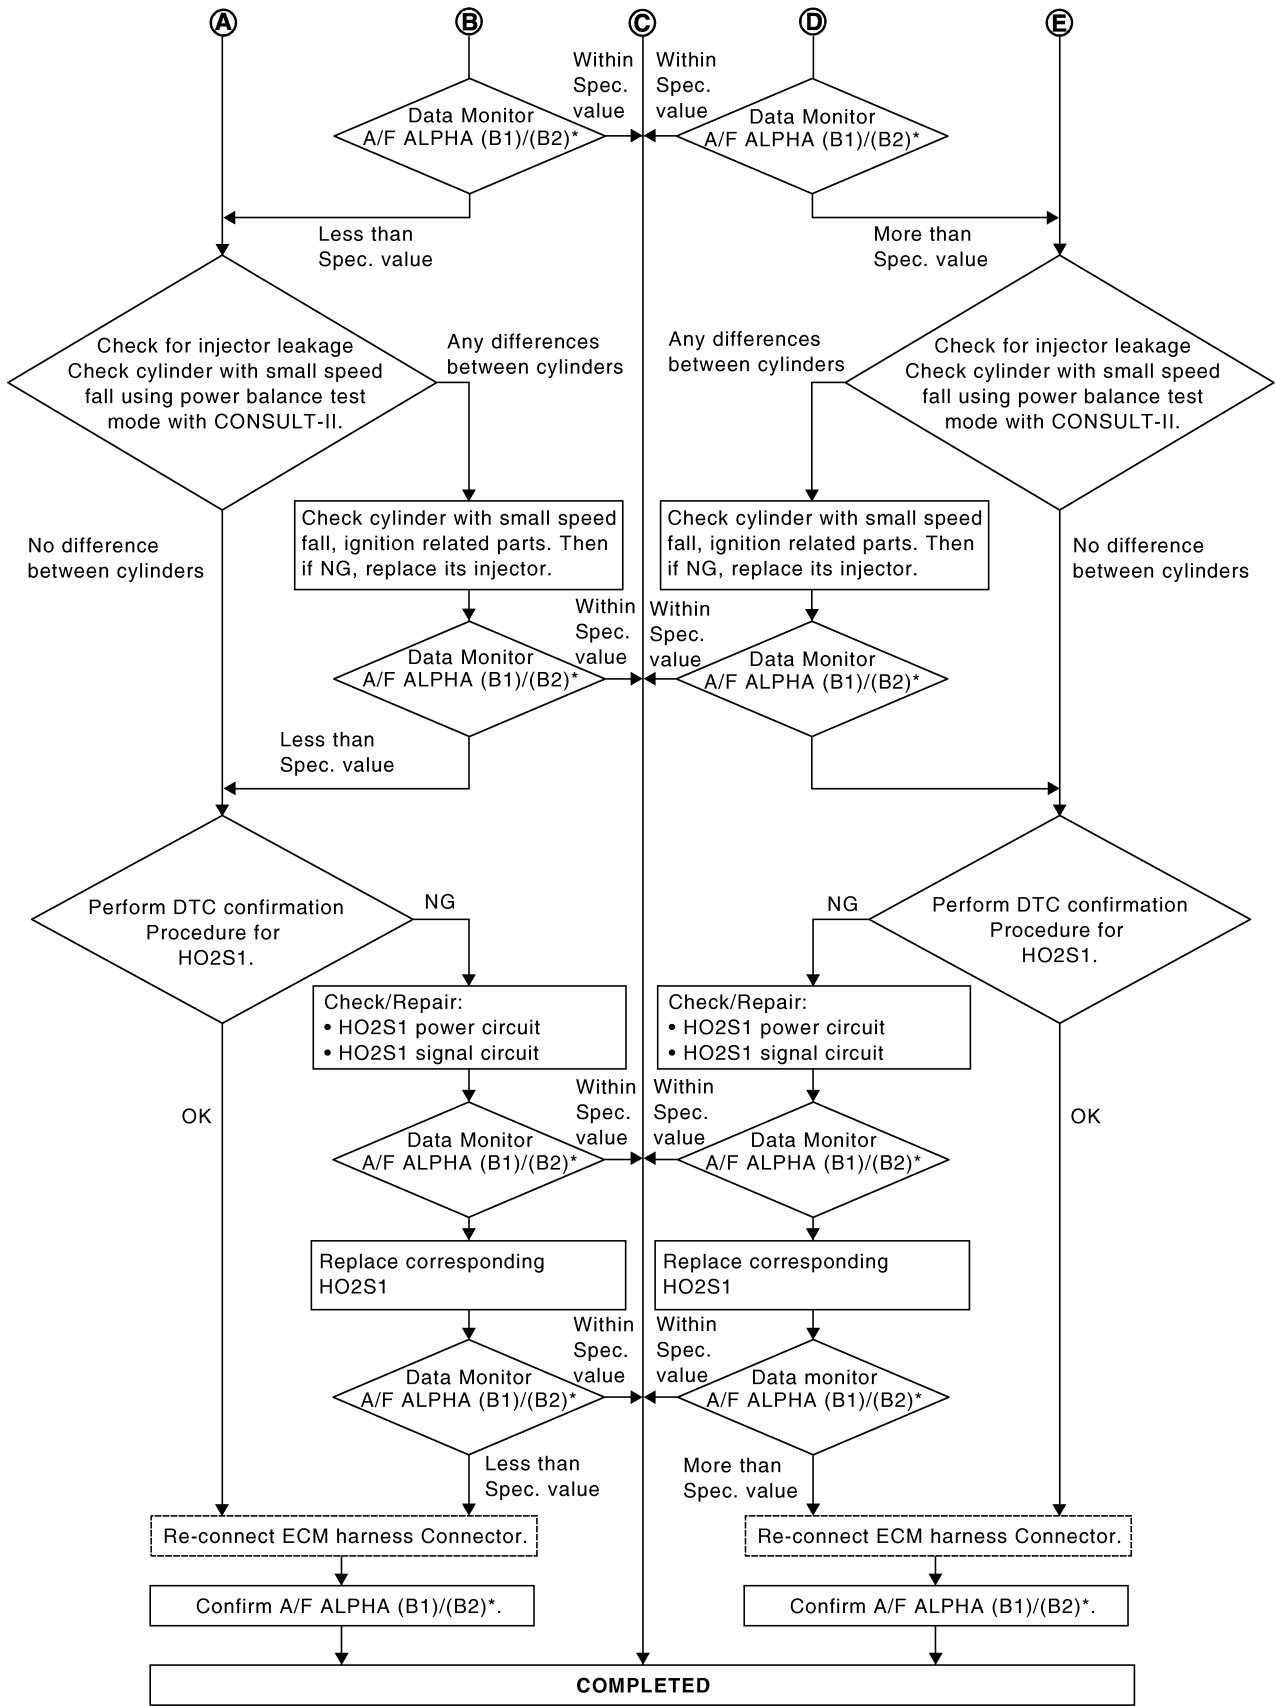 A
B
C
D
E
Within
Spec.
value
Within
Spec.
value
Data Monitor
A/F ALPHA (B1)/(B2)*
Data Monitor
A/F ALPHA (B1)/(B2)*
Less than
Spec. value
More than
Spec. value
Check for injector leakage
Check cylinder with small speed
fall using power balance test
mode with CONSULT-II.
Any differences
between cylinders
Any differences
between cylinders
Check for injector leakage
Check cylinder with small speed
fall using power balance test
mode with CONSULT-II.
No difference
between cylinders
Check cylinder with small speed
fall, ignition related parts. Then
if NG, replace its injector.
Check cylinder with small speed
fall, ignition related parts. Then
if NG, replace its injector.
No difference
between cylinders
Within
Spec.
value
Within
Spec.
value
Data Monitor
A/F ALPHA (B1)/(B2)*
Data Monitor
A/F ALPHA (B1)/(B2)*
Less than
Spec. value
Perform DTC confirmation
Procedure for
HO2S1.
NG
NG
Perform DTC confirmation
Procedure for
HO2S1.
Check/Repair:
• HO2S1 power circuit
• HO2S1 signal circuit
Check/Repair:
• HO2S1 power circuit
• HO2S1 signal circuit
OK
Within
Spec.
value
Within
Spec.
value
OK
Data Monitor
A/F ALPHA (B1)/(B2)*
Data Monitor
A/F ALPHA (B1)/(B2)*
Replace corresponding
HO2S1
Replace corresponding
HO2S1
Within
Spec.
value
Within
Spec.
value
Data Monitor
A/F ALPHA (B1)/(B2)*
Data monitor
A/F ALPHA (B1)/(B2)*
Less than
Spec. value
More than
Spec. value
Re-connect ECM harness Connector.
Re-connect ECM harness Connector.
Confirm A/F ALPHA (B1)/(B2)*.
Confirm A/F ALPHA (B1)/(B2)*.
COMPLETED